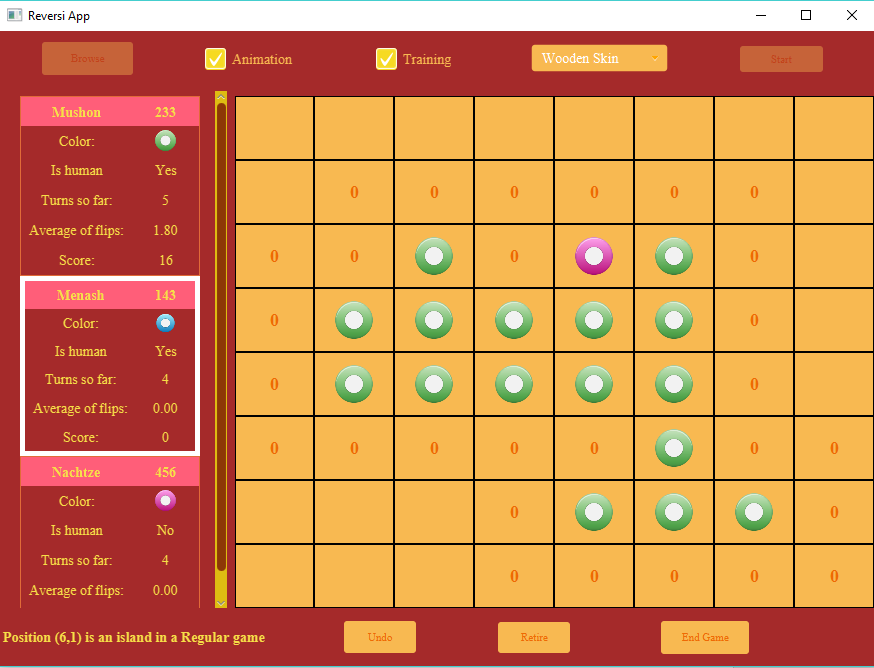 Reversi App
Browse Animation Training Wooden Skin Start
Mushon 233
Color:
Is human Yes
Turns so far: 5
Average of flips: 1.80
Score: 16
Menash 143
Color:
Is human Yes
Turns so far: 4
Average of flips: 0.00
Score: 0
Nachtze 456
Color:
Is human No
Turns so far: 4
Average of flips: 0.00
0 0 0 0 0 0
0 0 0 0
0 0
0 0
0 0 0 0 0 0 0
0 0
0 0 0 0 0
Position (6,1) is an island in a Regular game
Undo Retire End Game